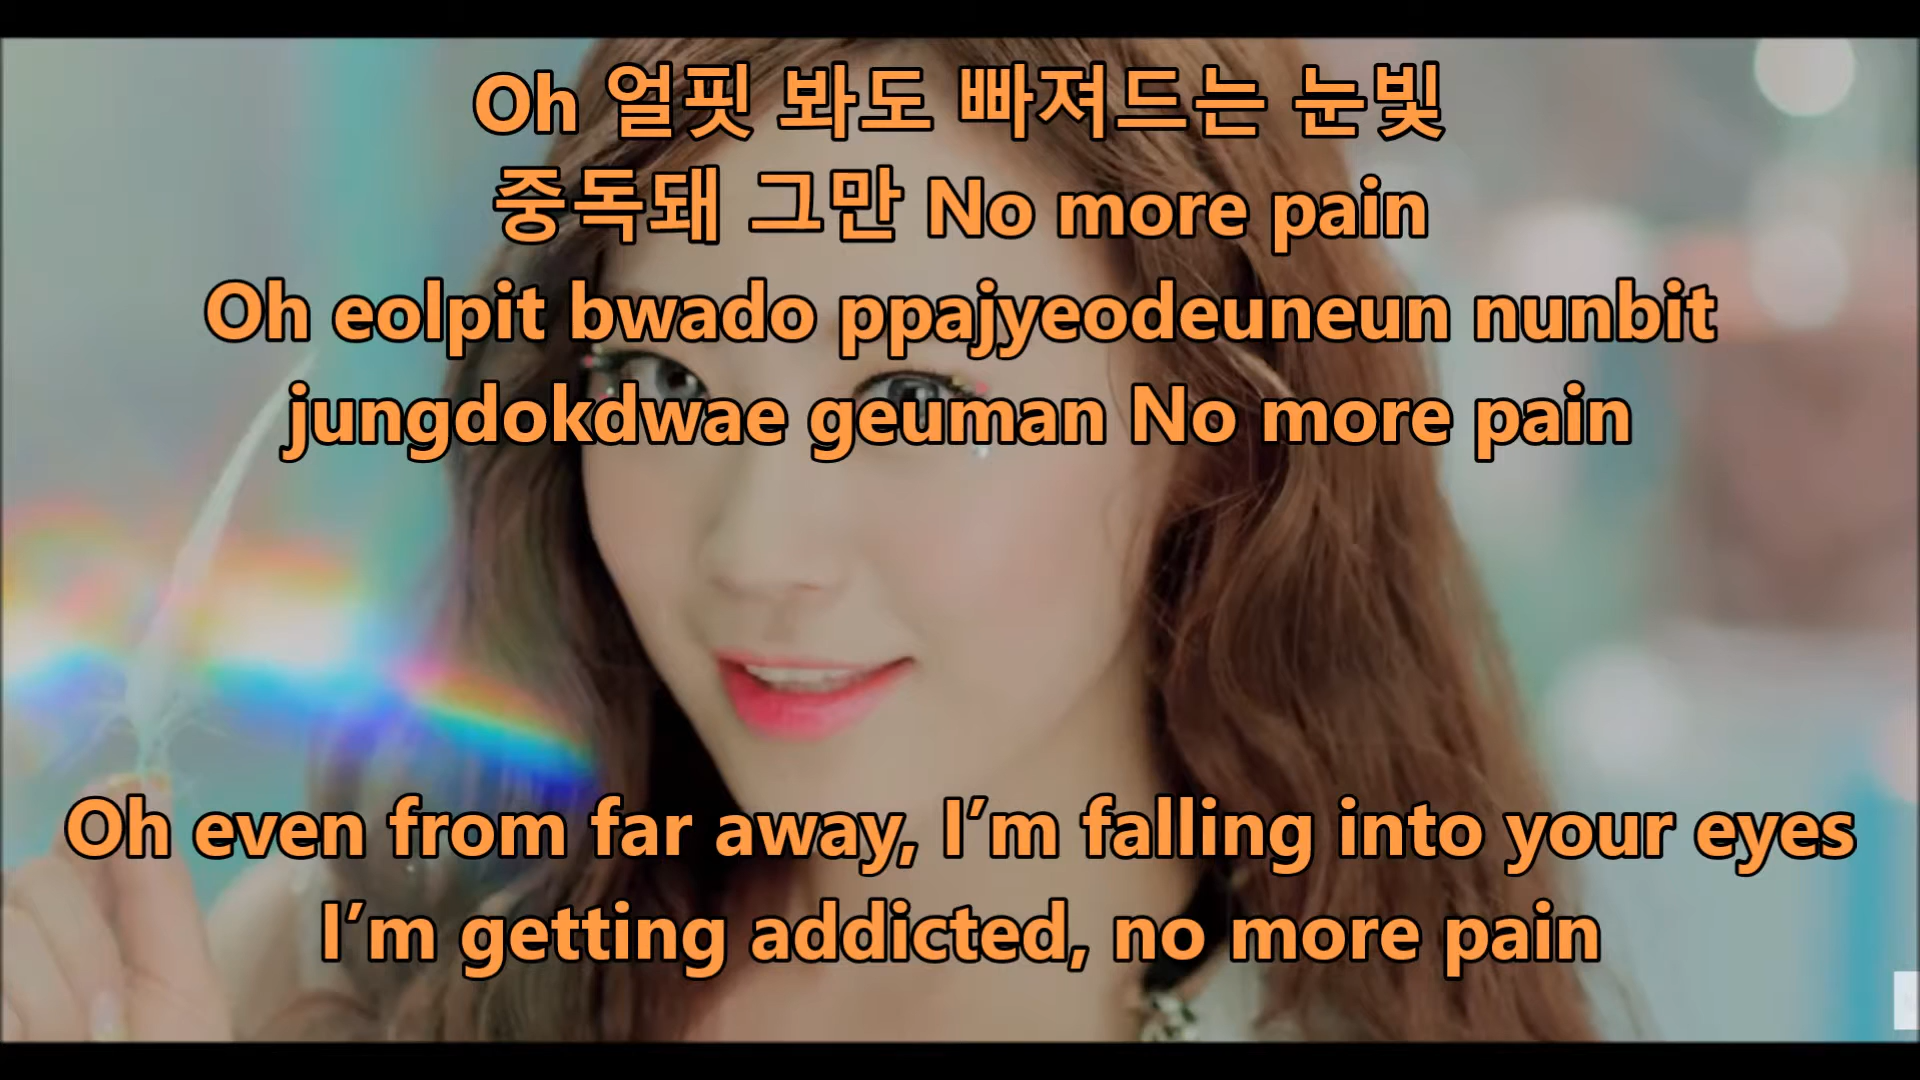 Oh 얼핏 봐도 빠져드는 눈빛
중독돼 그만 No more pain
Oh eolpit bwado ppajyeodeuneun nunbit
jungdokdwae geuman No more pain
Oh even from far away, I’m falling into your eyes
I’m getting addicted, no more pain